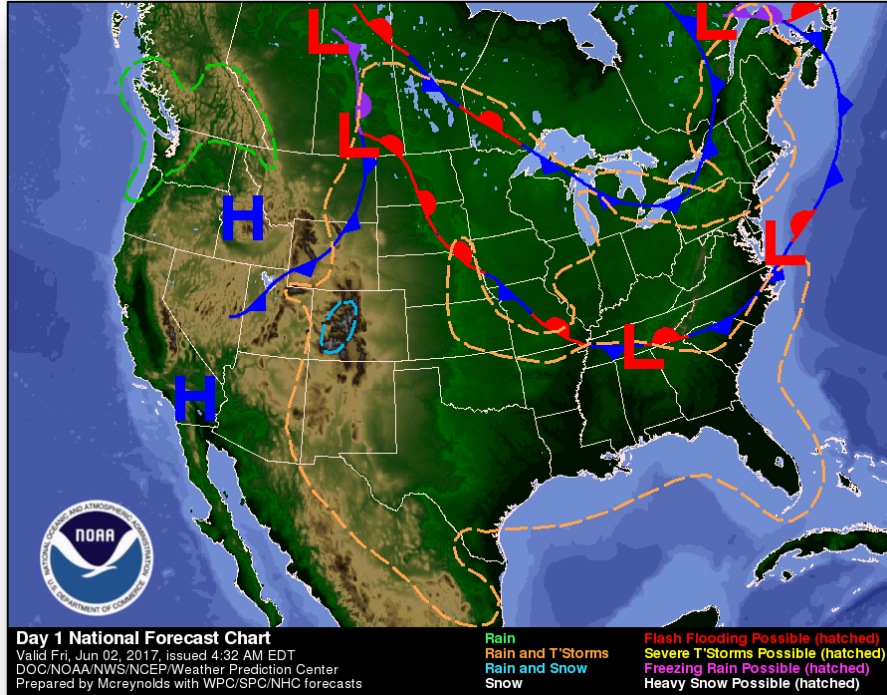 L
L
L
L
L
L
H
H
NATIONAL OCEANIC AND ATMOSPHERIC ADMINISTRATION
NOAA
U.S. DEPARTMENT OF COMMERCE
Day 1 National Forecast Chart
Valid Fri, Jun 02, 2017, issued 4:32 AM EDT
DOC/NOAA/NWS/NCEP/Weather Prediction Center
Prepared by Mcreynolds with WPC/SPC/NHC forecasts
Rain
Rain and T'Storms
Rain and Snow
Snow
Flash Flooding Possible (hatched)
Severe T'Storms Possible (hatched)
Freezing Rain Possible (hatched)
Heavy Snow Possible (hatched)